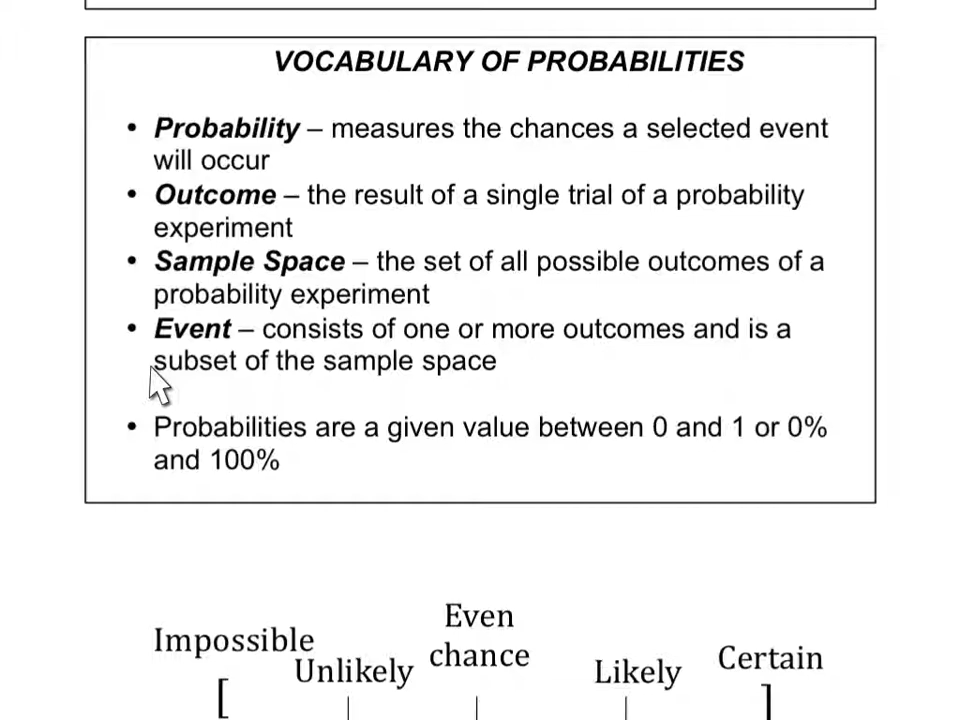 VOCABULARY OF PROBABILITIES
• Probability – measures the chances a selected event
will occur
• Outcome – the result of a single trial of a probability
experiment
• Sample Space – the set of all possible outcomes of a
probability experiment
• Event – consists of one or more outcomes and is a
subset of the sample space
• Probabilities are a given value between 0 and 1 or 0%
and 100%
Even
Impossible
chance
Certain
Unlikely
Likely
[ ]